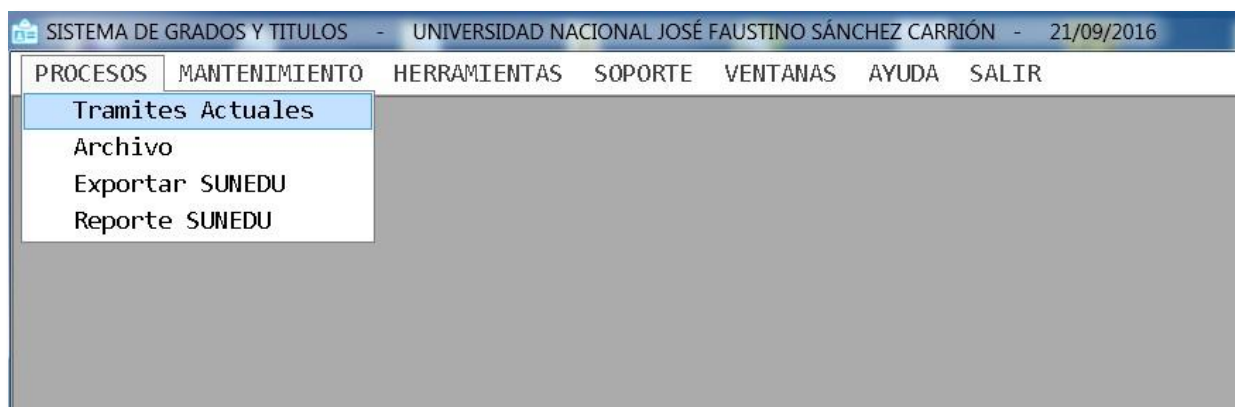 SISTEMA DE GRADOS Y TITULOS - UNIVERSIDAD NACIONAL JOSÉ FAUSTINO SÁNCHEZ CARRIÓN - 21/09/2016
PROCESOS MANTENIMIENTO HERRAMIENTAS SOPORTE VENTANAS AYUDA SALIR
Tramites Actuales
Archivo
Exportar SUNEDU
Reporte SUNEDU